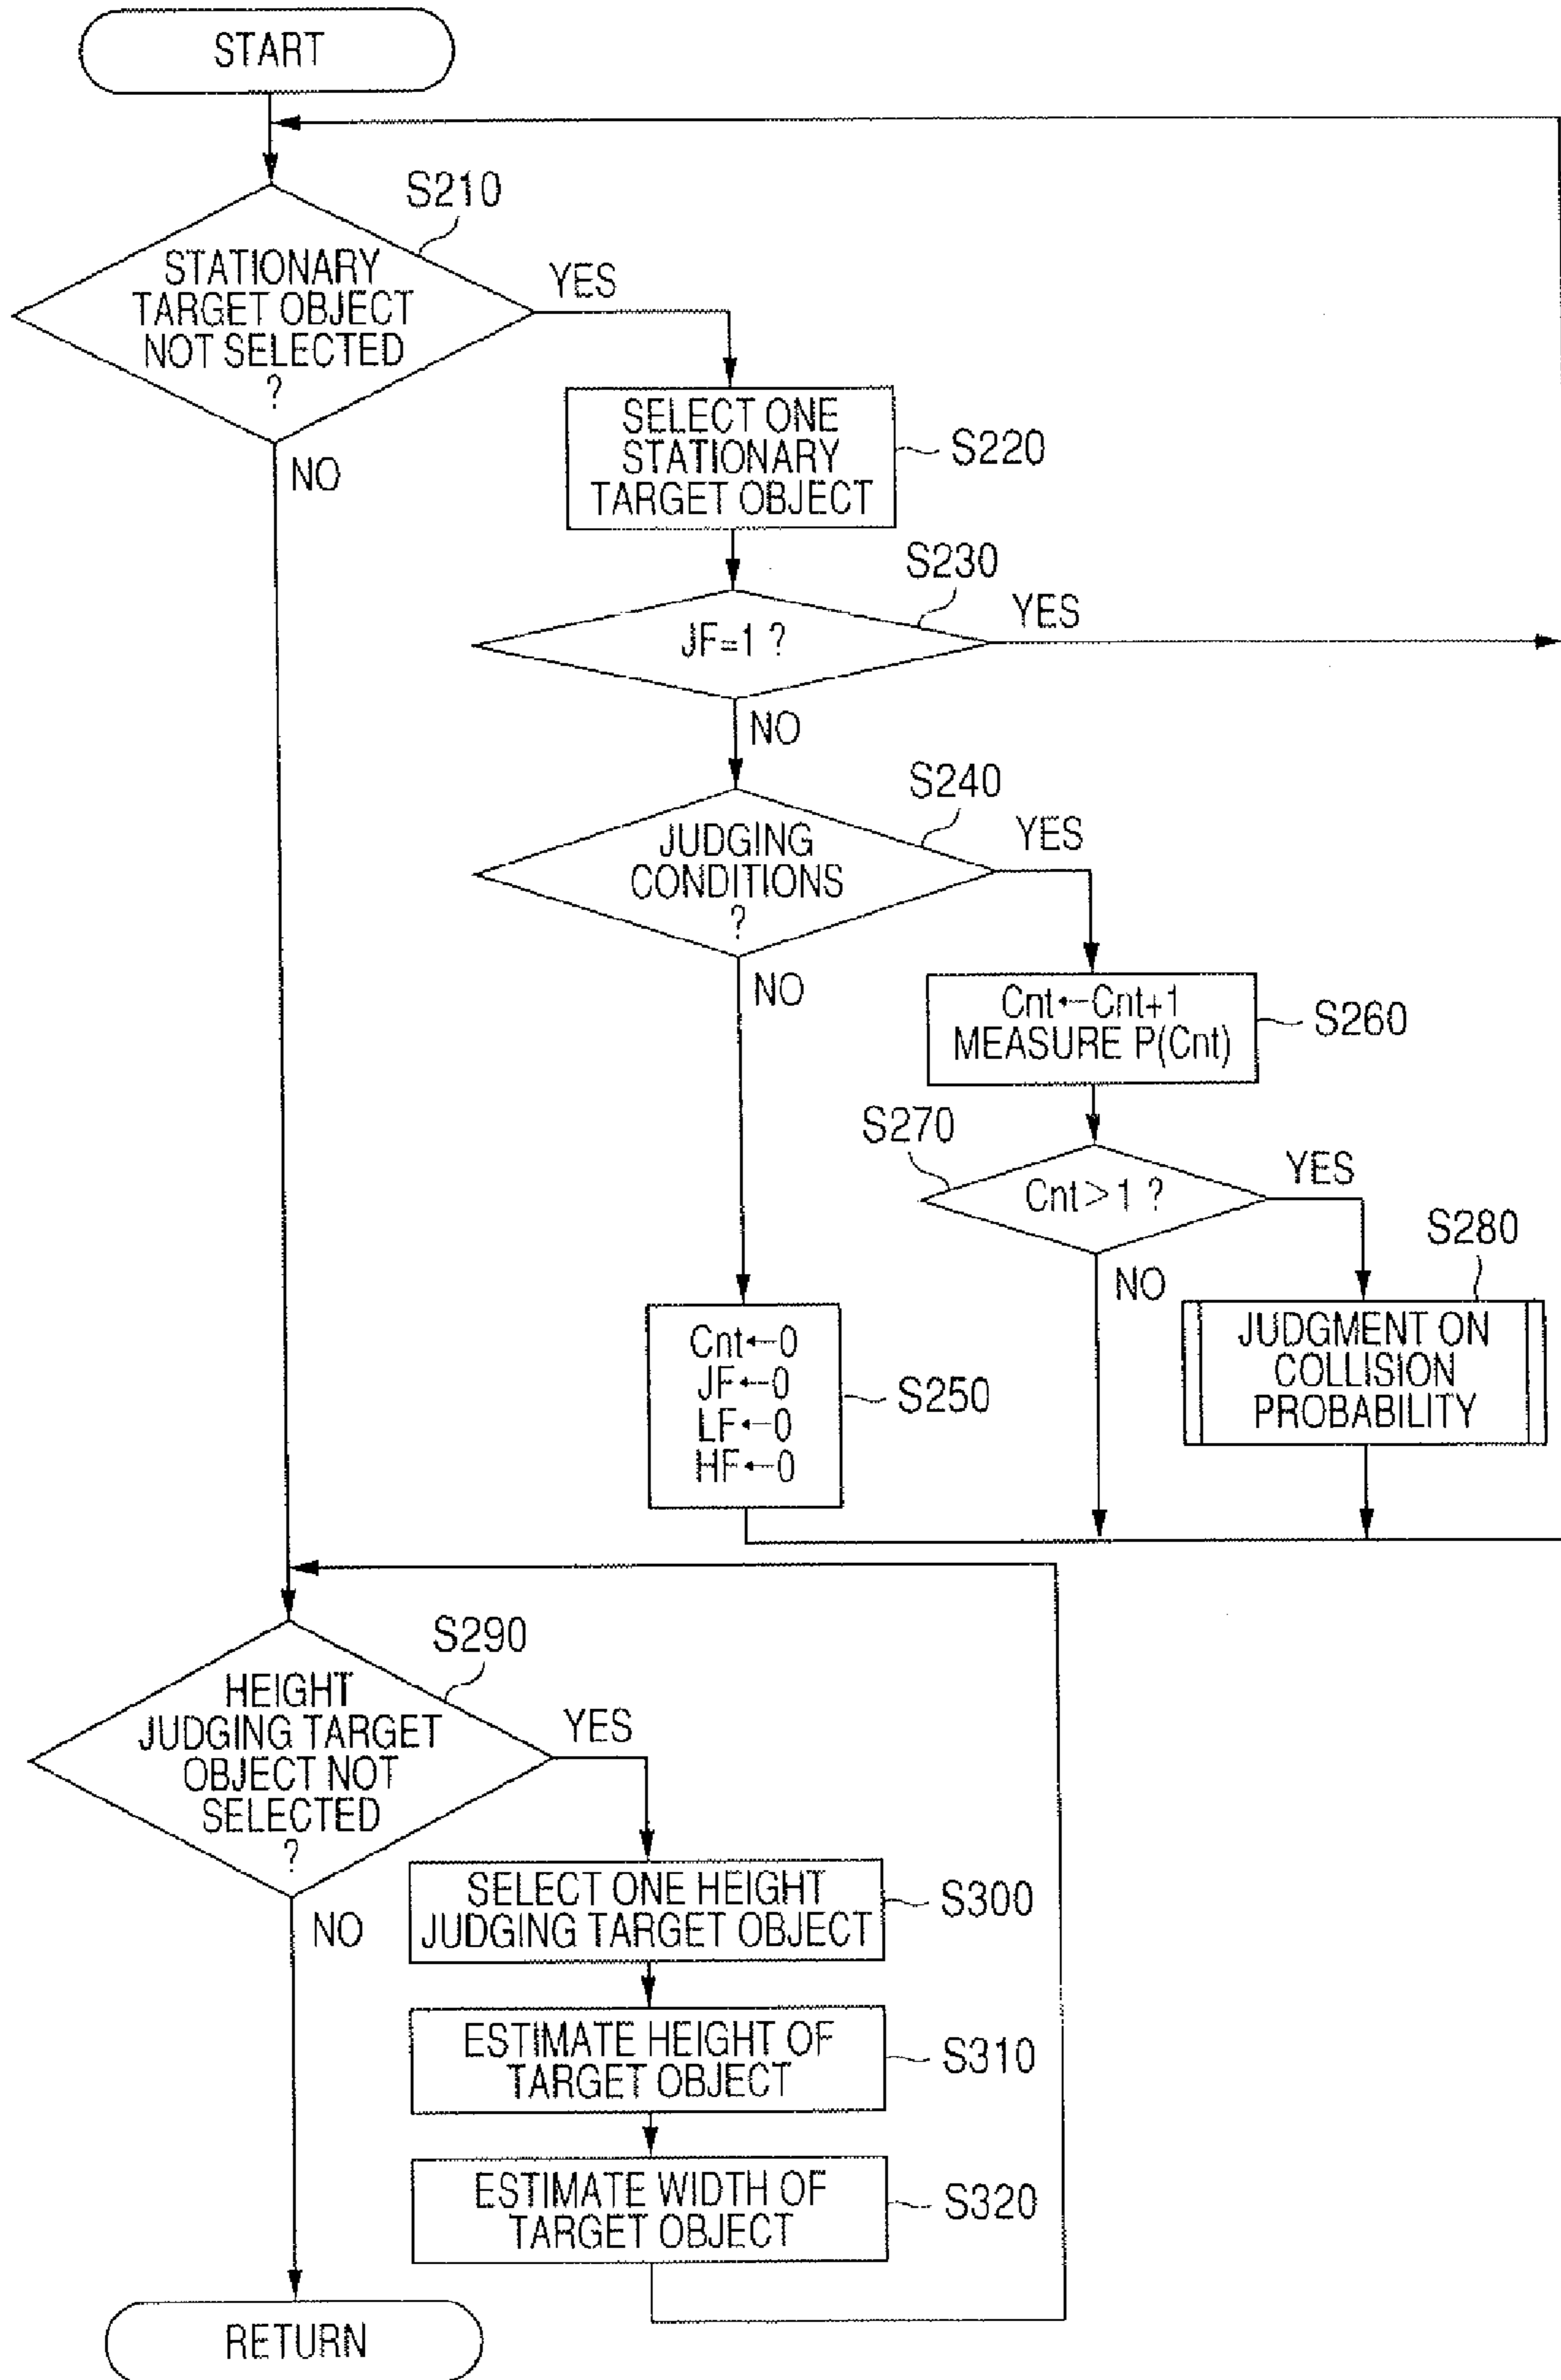 START
S210
STATIONARY
TARGET OBJECT
NOT SELECTED
?
YES
NO
SELECT ONE
STATIONARY
TARGET OBJECT
S220
S230
JF=1 ?
YES
NO
S240
JUDGING
CONDITIONS
?
YES
NO
Cnt←Cnt+1
MEASURE P(Cnt)
S260
S270
Cnt>1 ?
YES
NO
S280
JUDGMENT ON
COLLISION
PROBABILITY
Cnt←0
JF←0
LF←0
HF←0
S250
S290
HEIGHT
JUDGING TARGET
OBJECT NOT
SELECTED
?
YES
NO
SELECT ONE HEIGHT
JUDGING TARGET OBJECT
S300
ESTIMATE HEIGHT OF
TARGET OBJECT
S310
ESTIMATE WIDTH OF
TARGET OBJECT
S320
RETURN